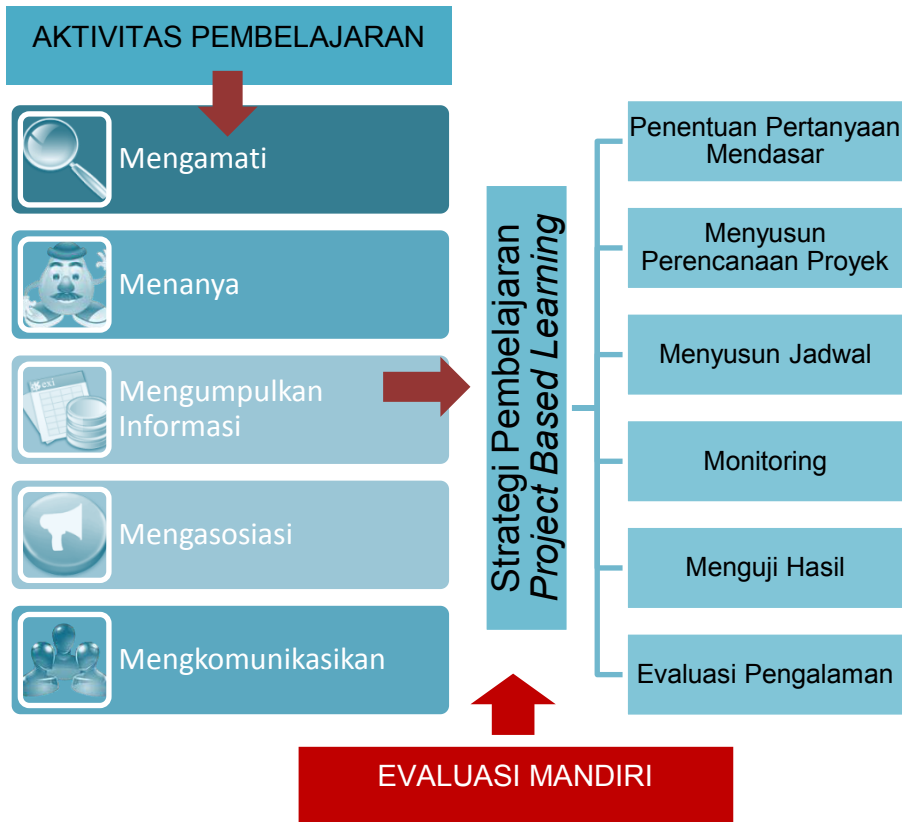 AKTIVITAS PEMBELAJARAN
Mengamati
Menanya
Mengumpulkan
Informasi
Mengasosiasi
Mengkomunikasikan
Strategi Pembelajaran
Project Based Learning
Penentuan Pertanyaan
Mendasar
Menyusun
Perencanaan Proyek
Menyusun Jadwal
Monitoring
Menguji Hasil
Evaluasi Pengalaman
EVALUASI MANDIRI